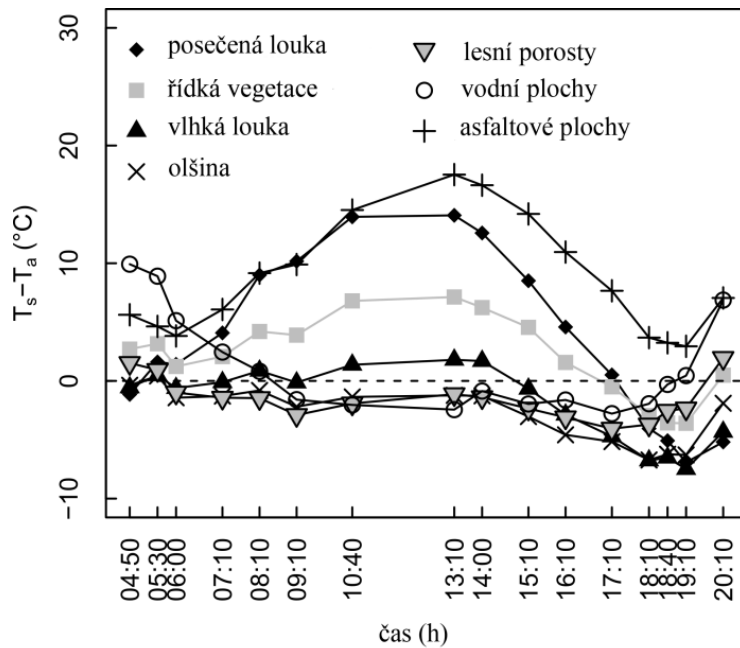 30
20
10
0
−10
Ts−Ta (°C)
posečená louka
řídká vegetace
vlhká louka
olšina
lesní porosty
vodní plochy
asfaltové plochy
04:50
05:30
06:00
07:10
08:10
09:10
10:40
13:10
14:00
15:10
16:10
17:10
18:10
18:40
19:10
20:10
čas (h)